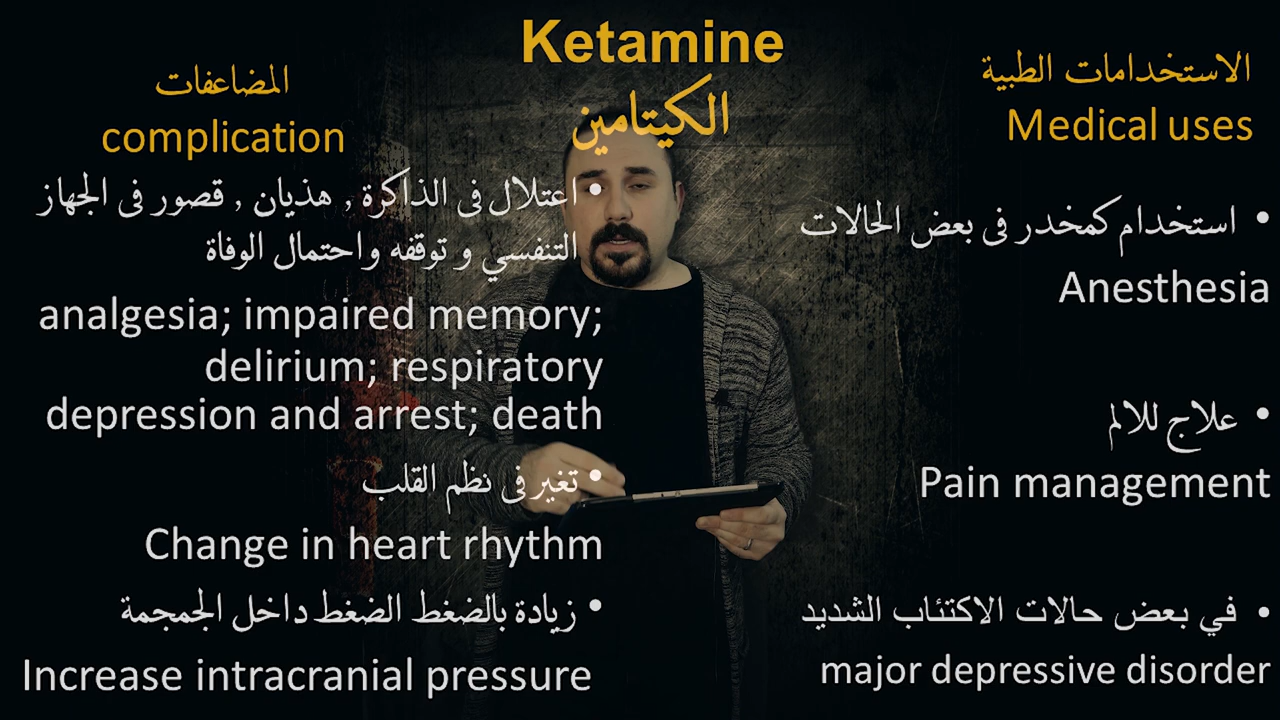 Ketamine
الكيتامين
الاستخدامات الطبية
Medical uses
• استخدام كمخدر فى بعض الحالات
Anesthesia
• علاج للالم
Pain management
• في بعض حالات الاكتئاب الشديد
major depressive disorder
المضاعفات
complication
• اعتلال فى الذاكرة , هذيان , قصور فى الجهاز
التنفسي و توقفه واحتمال الوفاة
analgesia; impaired memory;
delirium; respiratory
depression and arrest; death
• تغير فى نظم القلب
Change in heart rhythm
• زيادة بالضغط الضغط داخل الجمجمة
Increase intracranial pressure